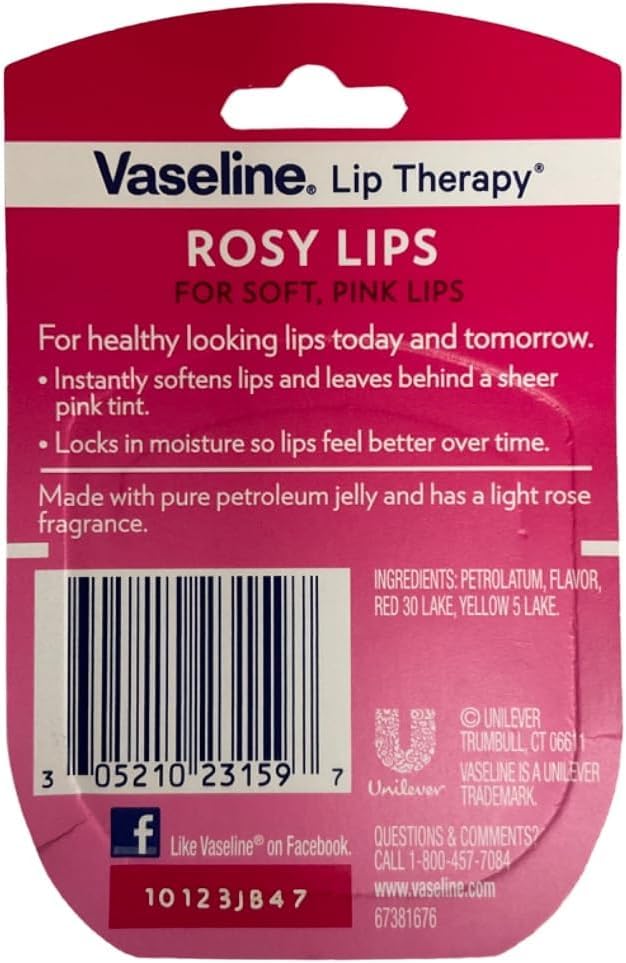 Vaseline® Lip Therapy®
ROSY LIPS
FOR SOFT, PINK LIPS
For healthy looking lips today and tomorrow.
• Instantly softens lips and leaves behind a sheer
pink tint.
• Locks in moisture so lips feel better over time.
Made with pure petroleum jelly and has a light rose
fragrance.
INGREDIENTS: PETROLATUM, FLAVOR,
RED 30 LAKE, YELLOW 5 LAKE.
3 05210 23159 7
Unilever
© UNILEVER
TRUMBULL, CT 06611
VASELINE IS A UNILEVER
TRADEMARK.
f Like Vaseline® on Facebook.
10123JB47
QUESTIONS & COMMENTS?
CALL 1-800-457-7084
www.vaseline.com
67381676